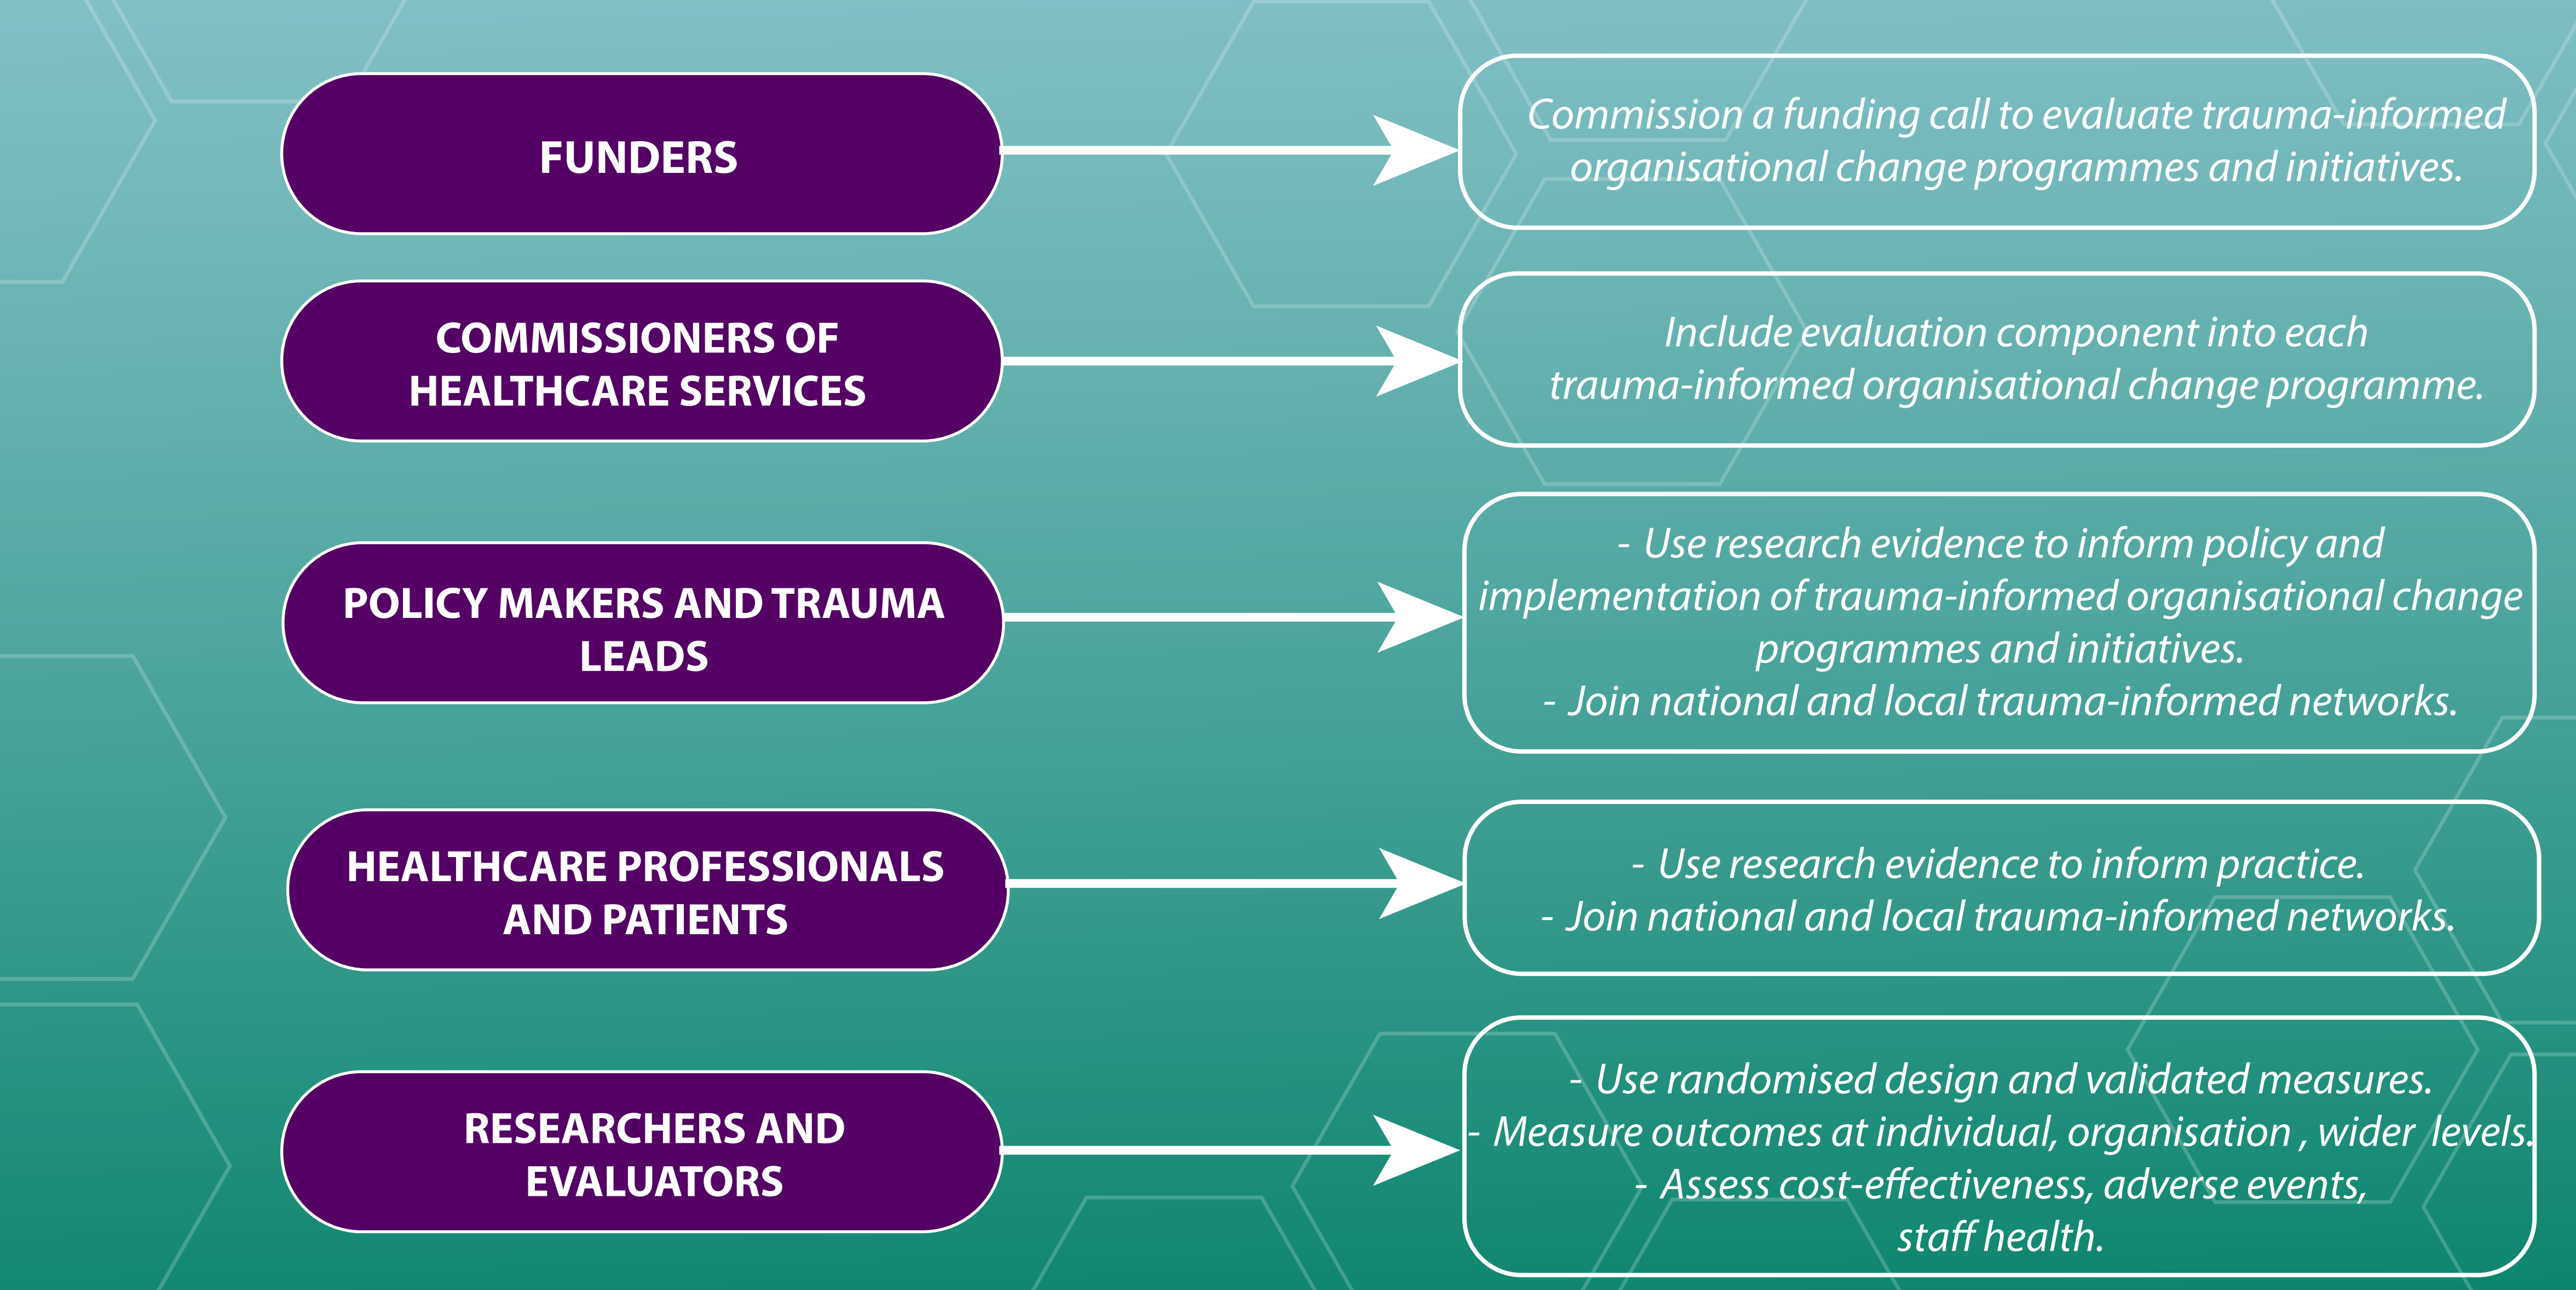 FUNDERS
Commission a funding call to evaluate trauma-informed
organisational change programmes and initiatives.
COMMISSIONERS OF
HEALTHCARE SERVICES
Include evaluation component into each
trauma-informed organisational change programme.
POLICY MAKERS AND TRAUMA
LEADS
- Use research evidence to inform policy and
implementation of trauma-informed organisational change
programmes and initiatives.
- Join national and local trauma-informed networks.
HEALTHCARE PROFESSIONALS
AND PATIENTS
- Use research evidence to inform practice.
- Join national and local trauma-informed networks.
RESEARCHERS AND
EVALUATORS
- Use randomised design and validated measures.
- Measure outcomes at individual, organisation , wider levels.
- Assess cost-effectiveness, adverse events,
staff health.